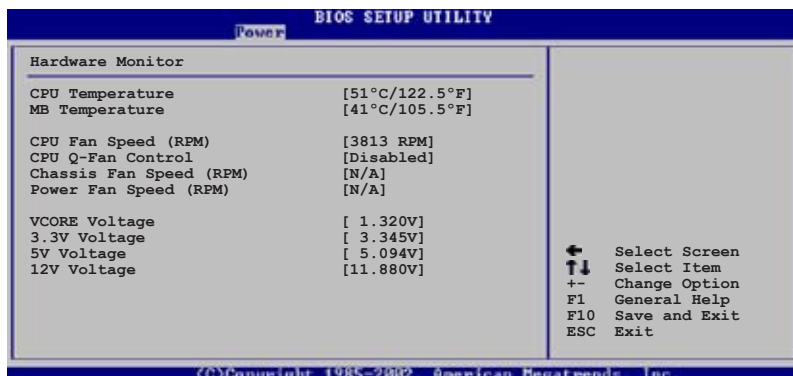 BIOS SETUP UTILITY
Power
Hardware Monitor
CPU Temperature [51°C/122.5°F]
MB Temperature [41°C/105.5°F]
CPU Fan Speed (RPM) [3813 RPM]
CPU Q-Fan Control [Disabled]
Chassis Fan Speed (RPM) [N/A]
Power Fan Speed (RPM) [N/A]
VCORE Voltage [ 1.320V]
3.3V Voltage [ 3.345V]
5V Voltage [ 5.094V]
12V Voltage [11.880V]
← Select Screen
↑↓ Select Item
+- Change Option
F1 General Help
F10 Save and Exit
ESC Exit
(C)Copyright 1985-2002, American Megatrends, Inc.